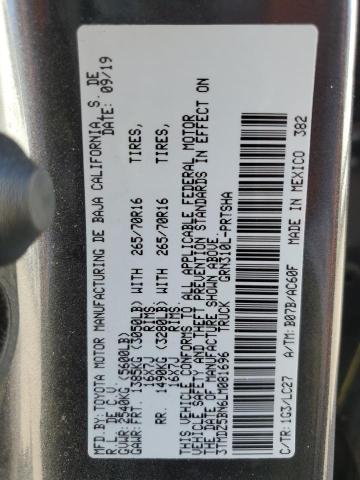 MFD. BY: TOYOTA MOTOR MANUFACTURING DE BAJA CALIFORNIA, S. DE
R.L. DE C.V. DATE: 09/19
GVWR: 2540KG (5600LB)
GAWR: FRT. 1385KG (3050LB) WITH 265/70R16 TIRES,
16X7J RIMS,
RR. 1490KG (3280LB) WITH 265/70R16 TIRES,
16X7J RIMS,
THIS VEHICLE CONFORMS TO ALL APPLICABLE FEDERAL MOTOR
VEHICLE SAFETY AND THEFT PREVENTION STANDARDS IN EFFECT ON
THE DATE OF MANUFACTURE SHOWN ABOVE.
3TMDZ5BN6LM081696 TRUCK GRN310L-PRTSHA
C/TR: 1G3/LC27 A/TM: B07B/AC60F MADE IN MEXICO 382